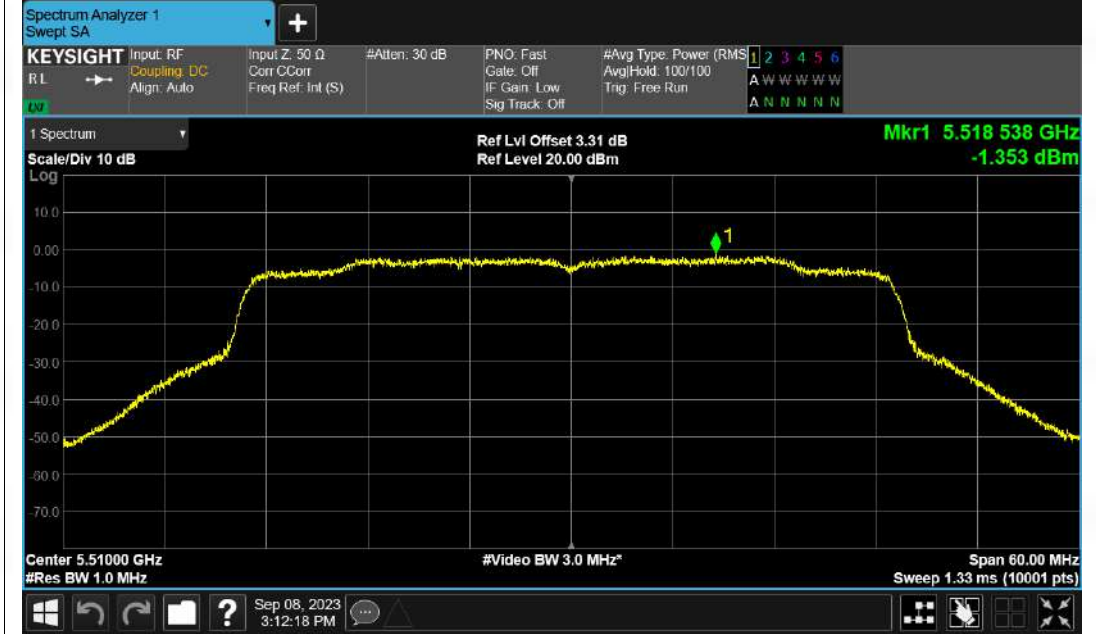 Spectrum Analyzer 1
Swept SA
+
KEYSIGHT
R L
LXI
Input: RF
Coupling: DC
Align: Auto
Input Z: 50 Ω
Corr CCorr
Freq Ref: Int (S)
#Atten: 30 dB
PNO: Fast
Gate: Off
IF Gain: Low
Sig Track: Off
#Avg Type: Power (RMS
Avg|Hold: 100/100
Trig: Free Run
1 2 3 4 5 6
A W W W W W
A N N N N N
1 Spectrum
Scale/Div 10 dB
Log
Ref Lvl Offset 3.31 dB
Ref Level 20.00 dBm
Mkr1 5.518 538 GHz
-1.353 dBm
10.0
0.00
-10.0
-20.0
-30.0
-40.0
-50.0
-60.0
-70.0
1
Center 5.51000 GHz
#Res BW 1.0 MHz
#Video BW 3.0 MHz*
Span 60.00 MHz
Sweep 1.33 ms (10001 pts)
?
Sep 08, 2023
3:12:18 PM